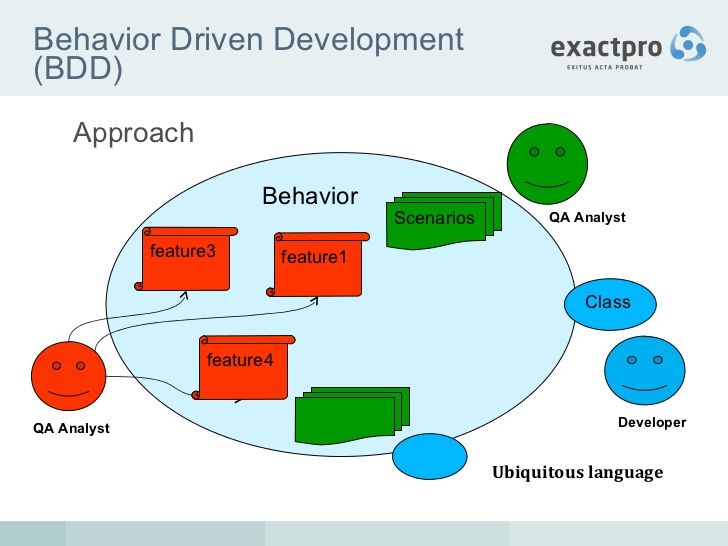 Behavior Driven Development
(BDD)
exactpro
EXITUS ACTA PROBAT
Approach
Behavior
Scenarios
QA Analyst
feature3
feature1
Class
feature4
QA Analyst
Developer
Ubiquitous language